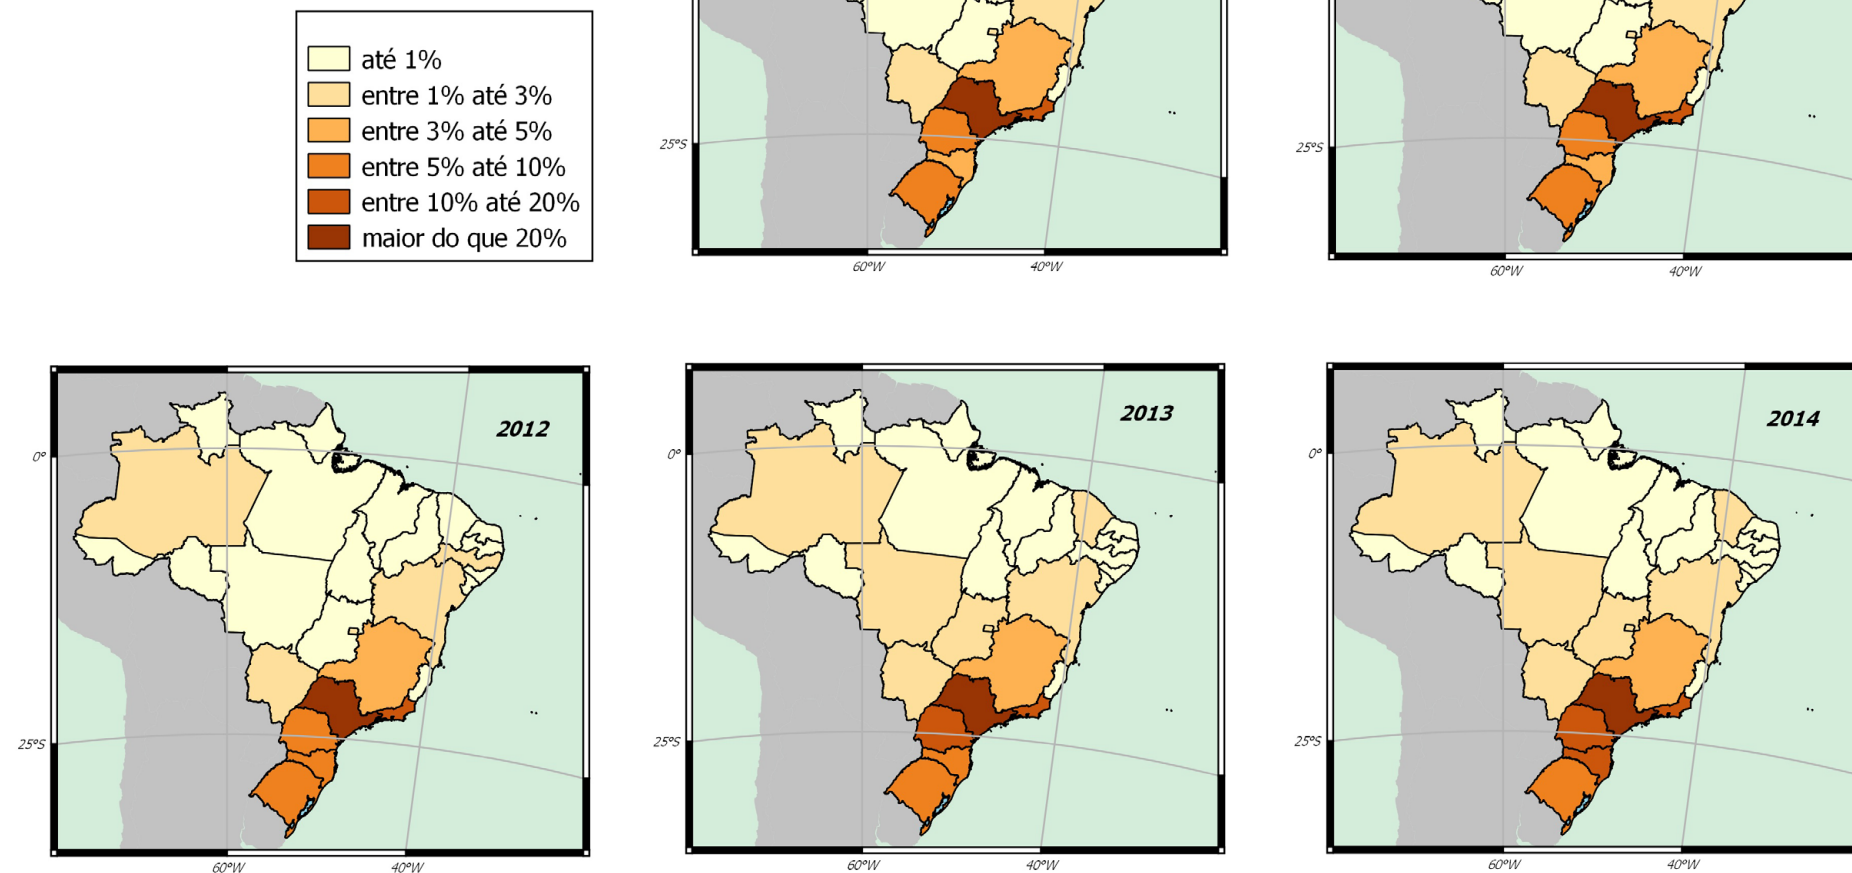 até 1%
entre 1% até 3%
entre 3% até 5%
entre 5% até 10%
entre 10% até 20%
maior do que 20%
25°S
60°W 40°W
25°S
60°W 40°W
2012
0°
25°S
60°W 40°W
2013
0°
25°S
60°W 40°W
2014
0°
25°S
60°W 40°W